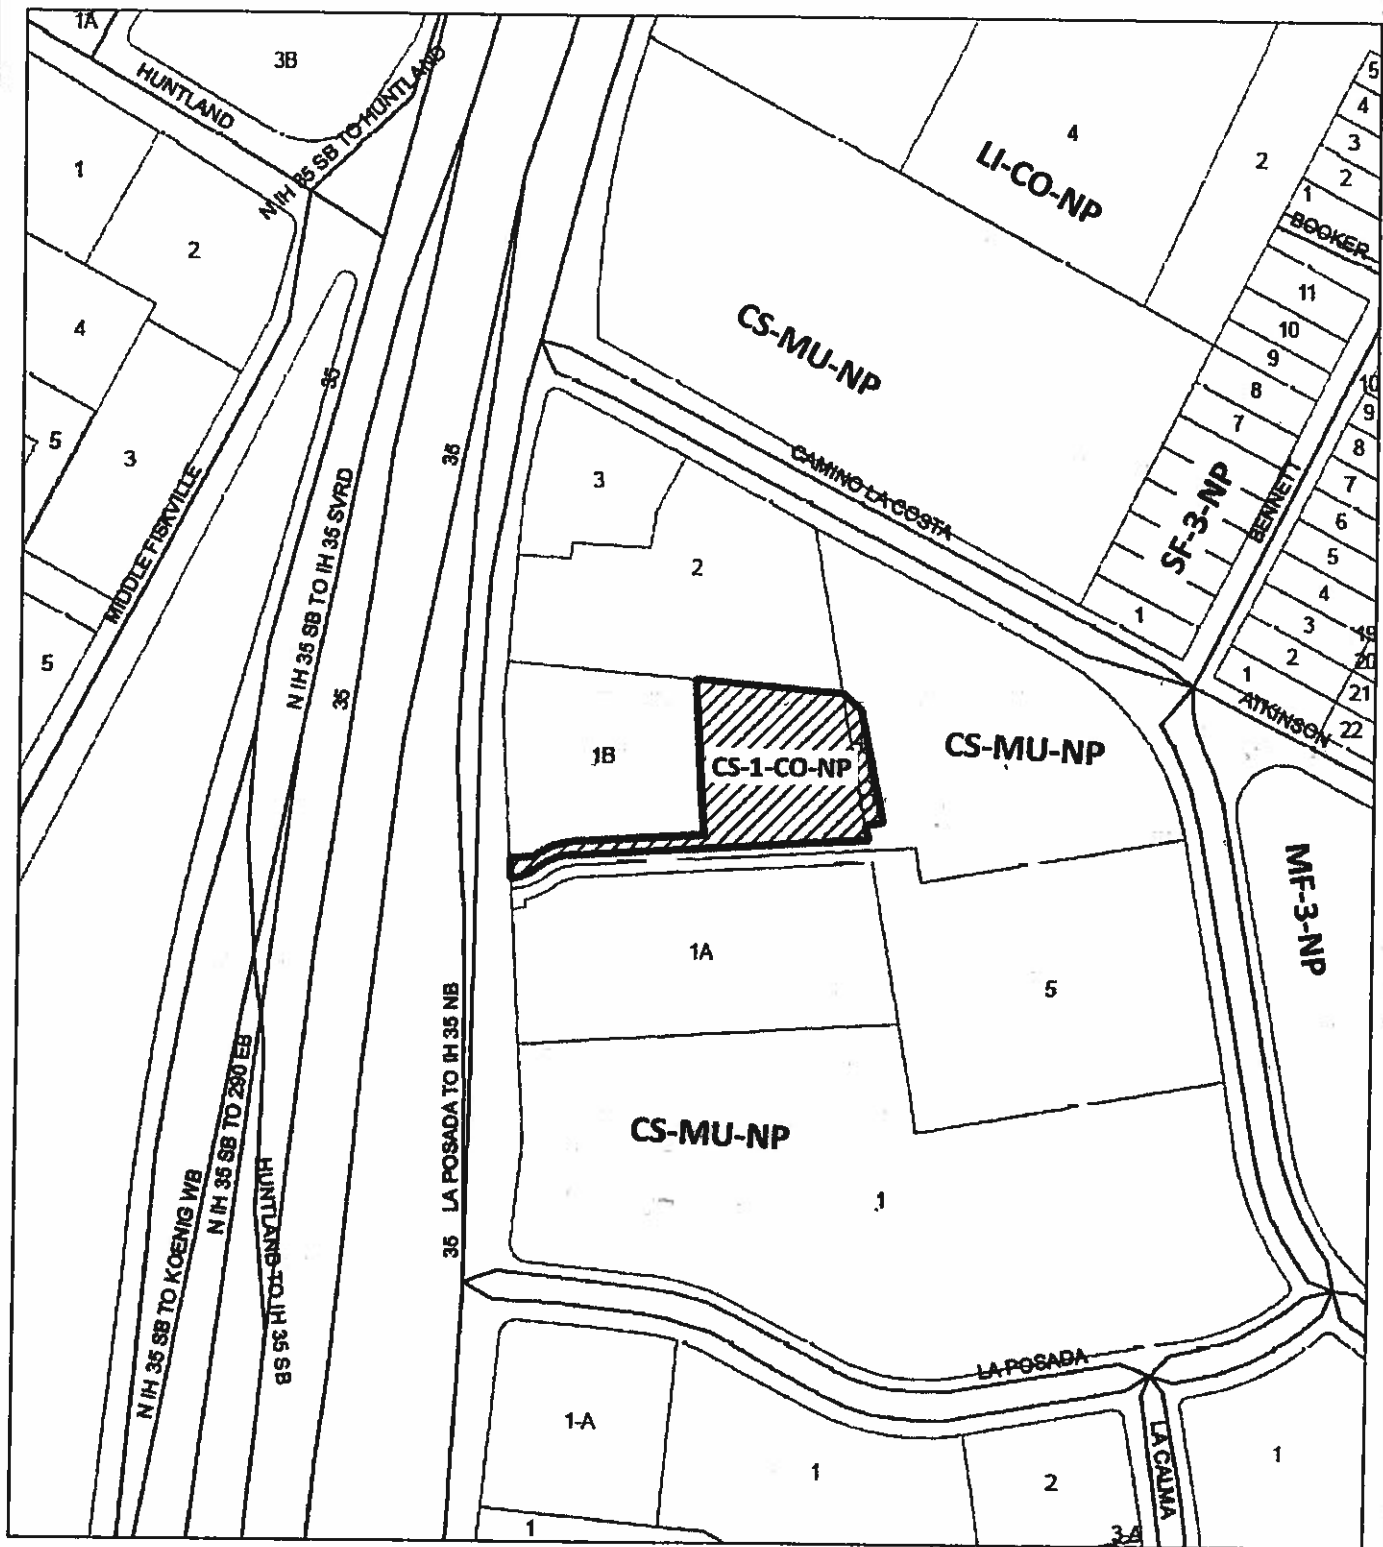 1A
3B
HUNTLAND
N IH 35 SB TO HUNTLAND
1
2
4
5
3
5
MIDDLE FISKVILLE
35
N IH 35 SB TO IH 35 SVRD
35
35
4
LI-CO-NP
2
5
4
3
2
1
BOOKER
CS-MU-NP
11
10
9
8
7
SF-3-NP
1
BENNETT
10
9
8
7
6
5
4
3
2
1
19
20
21
22
ATKINSON
CAMINO LA COSTA
3
2
1B
CS-1-CO-NP
CS-MU-NP
MF-3-NP
1A
5
LA POSADA TO IH 35 NB
35
CS-MU-NP
1
N IH 35 SB TO KOENIG WB
N IH 35 SB TO 290 EB
HUNTLAND TO IH 35 SB
LA POSADA
LA CALMA
1-A
1
2
1
1
3-A